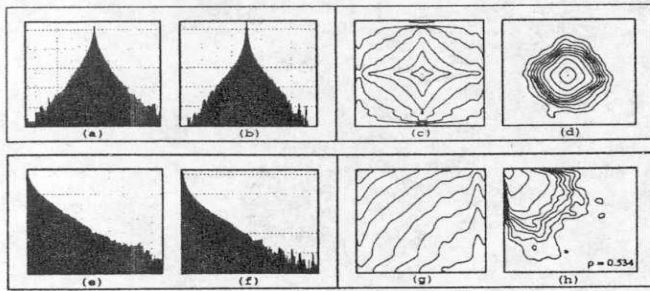 (a) (b) (c) (d)
(e) (f) (g) (h)
ρ = 0.534